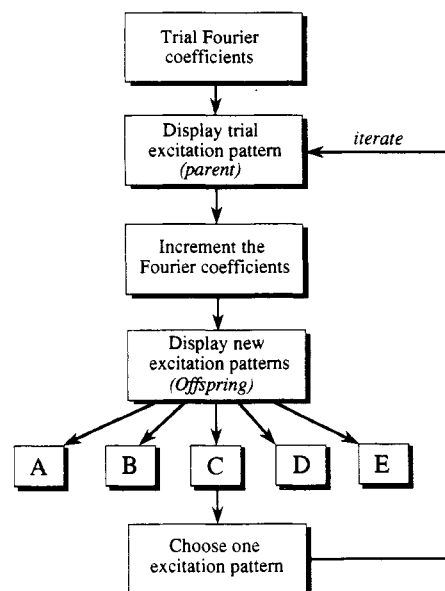 Trial Fourier
coefficients
Display trial
excitation pattern
(parent)
iterate
Increment the
Fourier coefficients
Display new
excitation patterns
(Offspring)
A B C D E
Choose one
excitation pattern